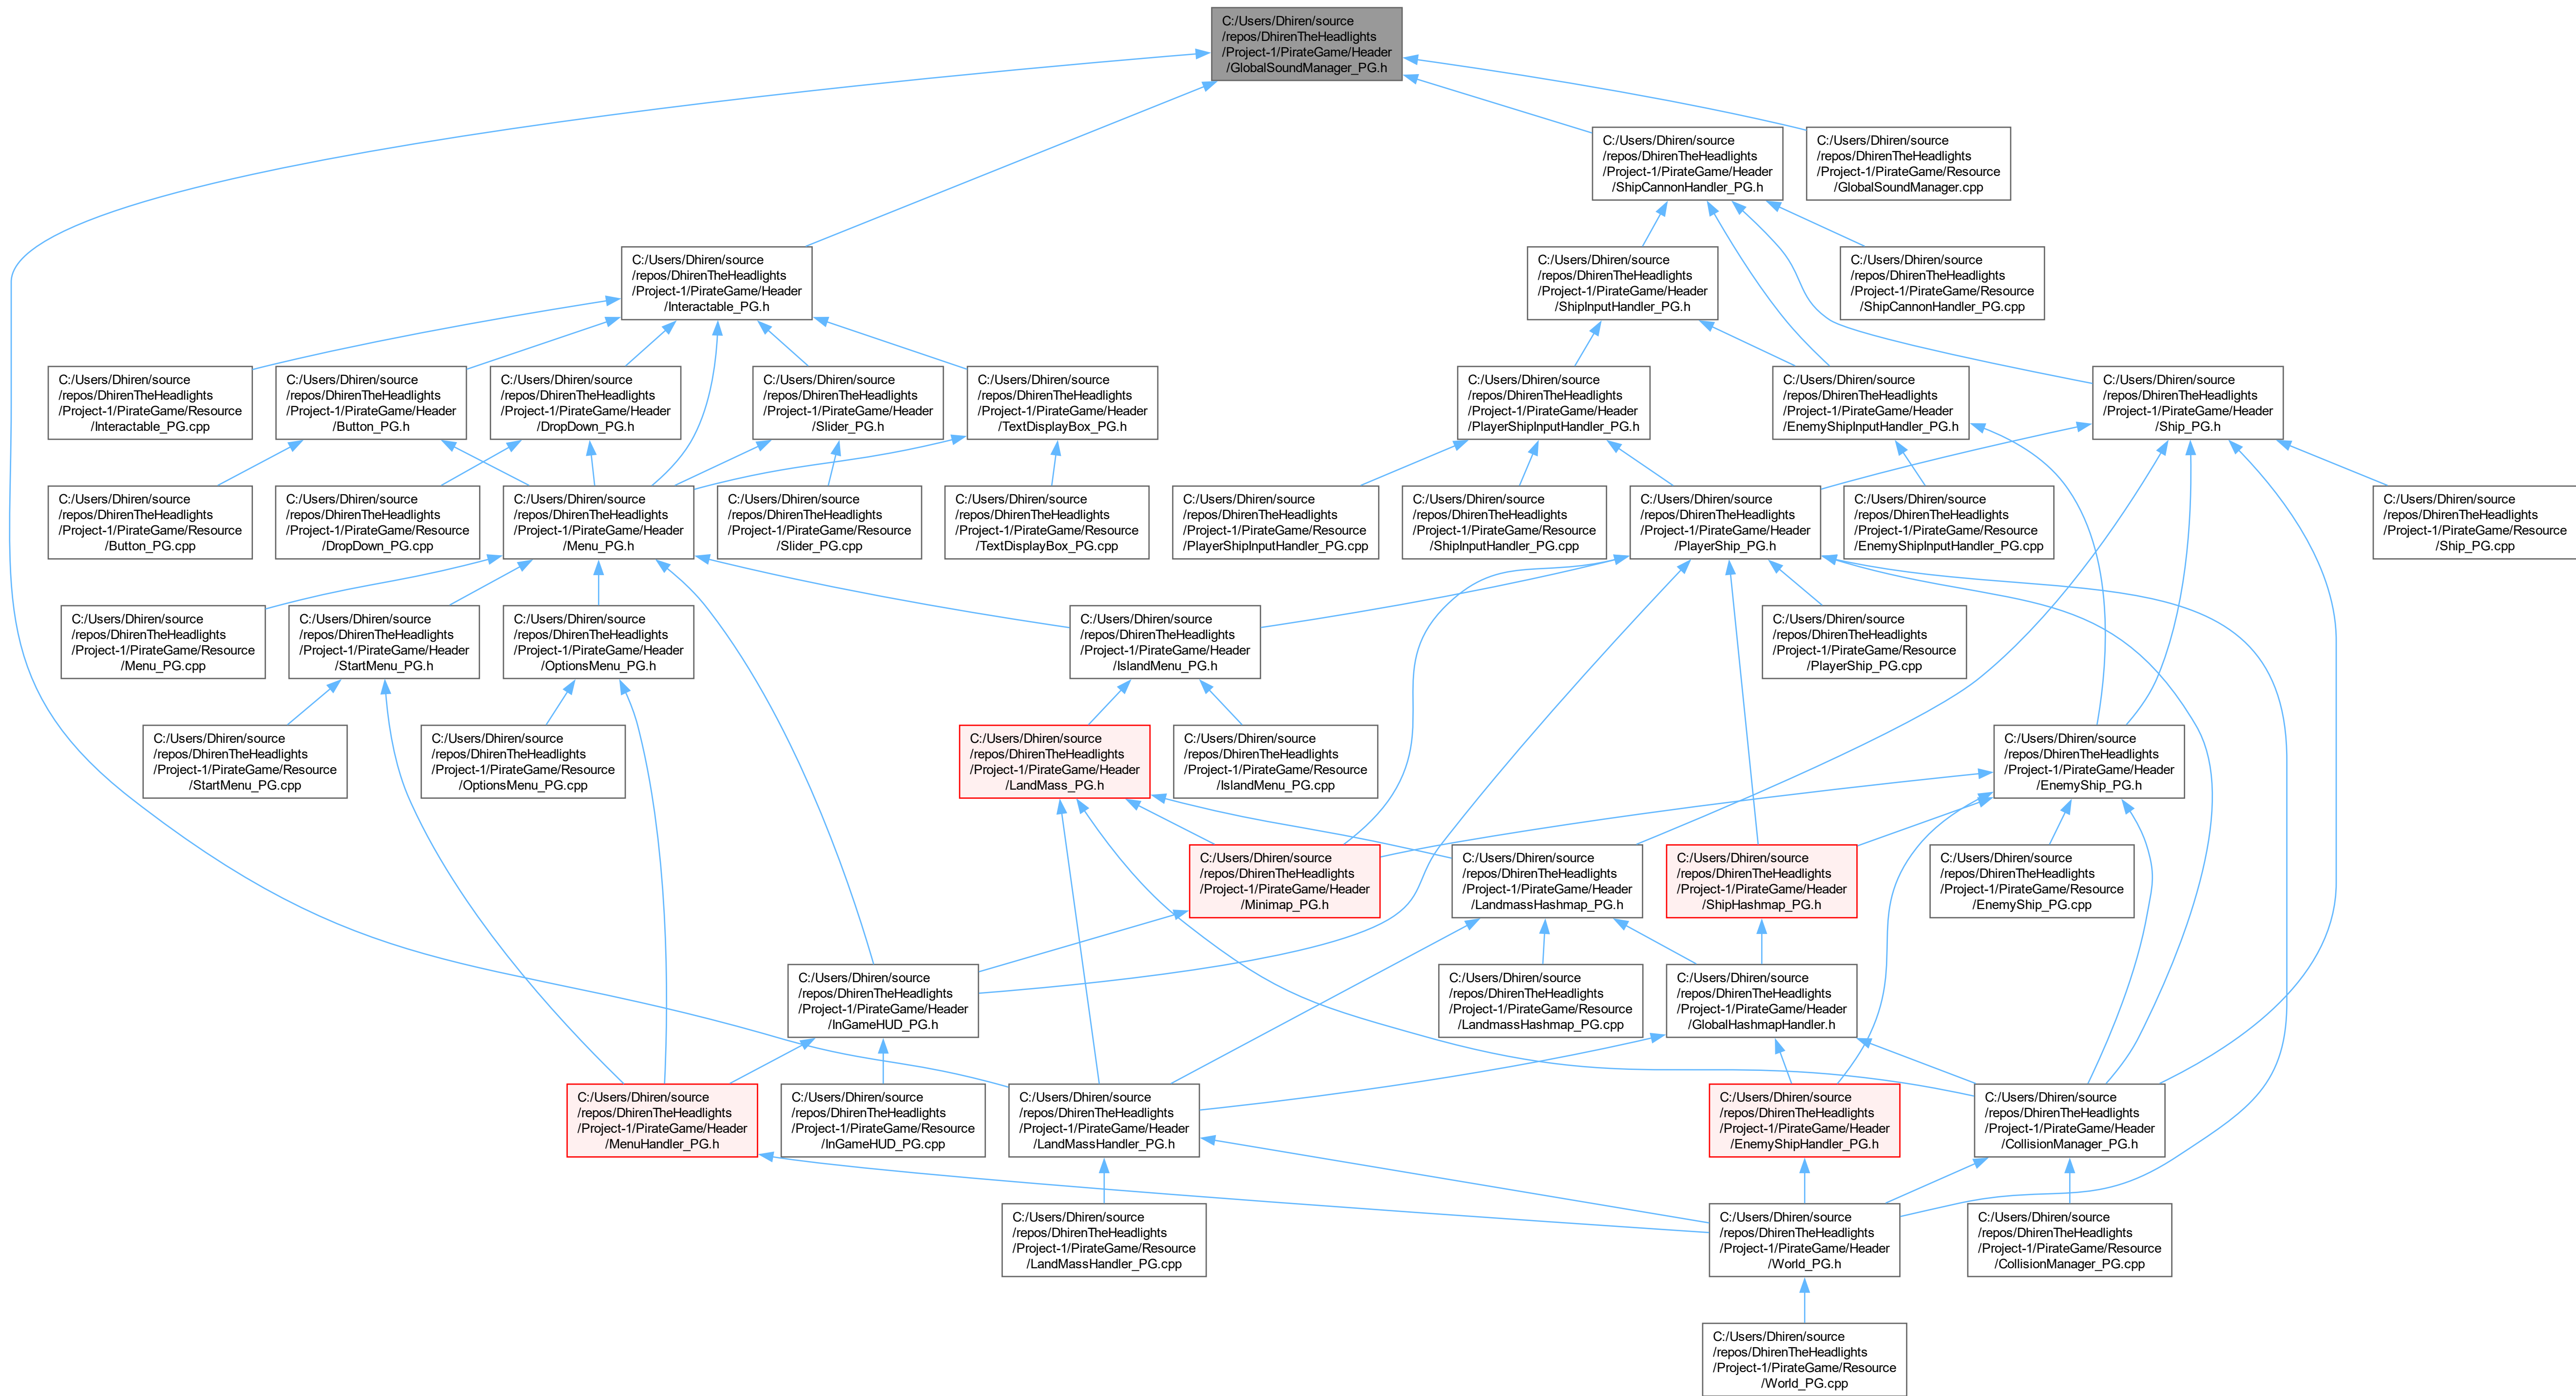 C:/Users/Dhiren/source
/repos/DhirenTheHeadlights
/Project-1/PirateGame/Header
/GlobalSoundManager_PG.h
C:/Users/Dhiren/source
/repos/DhirenTheHeadlights
/Project-1/PirateGame/Header
/ShipCannonHandler_PG.h
C:/Users/Dhiren/source
/repos/DhirenTheHeadlights
/Project-1/PirateGame/Resource
/GlobalSoundManager.cpp
C:/Users/Dhiren/source
/repos/DhirenTheHeadlights
/Project-1/PirateGame/Header
/Interactable_PG.h
C:/Users/Dhiren/source
/repos/DhirenTheHeadlights
/Project-1/PirateGame/Header
/ShipInputHandler_PG.h
C:/Users/Dhiren/source
/repos/DhirenTheHeadlights
/Project-1/PirateGame/Resource
/ShipCannonHandler_PG.cpp
C:/Users/Dhiren/source
/repos/DhirenTheHeadlights
/Project-1/PirateGame/Resource
/Interactable_PG.cpp
C:/Users/Dhiren/source
/repos/DhirenTheHeadlights
/Project-1/PirateGame/Header
/Button_PG.h
C:/Users/Dhiren/source
/repos/DhirenTheHeadlights
/Project-1/PirateGame/Header
/DropDown_PG.h
C:/Users/Dhiren/source
/repos/DhirenTheHeadlights
/Project-1/PirateGame/Header
/Slider_PG.h
C:/Users/Dhiren/source
/repos/DhirenTheHeadlights
/Project-1/PirateGame/Header
/TextDisplayBox_PG.h
C:/Users/Dhiren/source
/repos/DhirenTheHeadlights
/Project-1/PirateGame/Header
/PlayerShipInputHandler_PG.h
C:/Users/Dhiren/source
/repos/DhirenTheHeadlights
/Project-1/PirateGame/Header
/EnemyShipInputHandler_PG.h
C:/Users/Dhiren/source
/repos/DhirenTheHeadlights
/Project-1/PirateGame/Header
/Ship_PG.h
C:/Users/Dhiren/source
/repos/DhirenTheHeadlights
/Project-1/PirateGame/Resource
/Button_PG.cpp
C:/Users/Dhiren/source
/repos/DhirenTheHeadlights
/Project-1/PirateGame/Resource
/DropDown_PG.cpp
C:/Users/Dhiren/source
/repos/DhirenTheHeadlights
/Project-1/PirateGame/Header
/Menu_PG.h
C:/Users/Dhiren/source
/repos/DhirenTheHeadlights
/Project-1/PirateGame/Resource
/Slider_PG.cpp
C:/Users/Dhiren/source
/repos/DhirenTheHeadlights
/Project-1/PirateGame/Resource
/TextDisplayBox_PG.cpp
C:/Users/Dhiren/source
/repos/DhirenTheHeadlights
/Project-1/PirateGame/Resource
/PlayerShipInputHandler_PG.cpp
C:/Users/Dhiren/source
/repos/DhirenTheHeadlights
/Project-1/PirateGame/Resource
/ShipInputHandler_PG.cpp
C:/Users/Dhiren/source
/repos/DhirenTheHeadlights
/Project-1/PirateGame/Header
/PlayerShip_PG.h
C:/Users/Dhiren/source
/repos/DhirenTheHeadlights
/Project-1/PirateGame/Resource
/EnemyShipInputHandler_PG.cpp
C:/Users/Dhiren/source
/repos/DhirenTheHeadlights
/Project-1/PirateGame/Resource
/Ship_PG.cpp
C:/Users/Dhiren/source
/repos/DhirenTheHeadlights
/Project-1/PirateGame/Resource
/Menu_PG.cpp
C:/Users/Dhiren/source
/repos/DhirenTheHeadlights
/Project-1/PirateGame/Header
/StartMenu_PG.h
C:/Users/Dhiren/source
/repos/DhirenTheHeadlights
/Project-1/PirateGame/Header
/OptionsMenu_PG.h
C:/Users/Dhiren/source
/repos/DhirenTheHeadlights
/Project-1/PirateGame/Header
/IslandMenu_PG.h
C:/Users/Dhiren/source
/repos/DhirenTheHeadlights
/Project-1/PirateGame/Resource
/PlayerShip_PG.cpp
C:/Users/Dhiren/source
/repos/DhirenTheHeadlights
/Project-1/PirateGame/Resource
/StartMenu_PG.cpp
C:/Users/Dhiren/source
/repos/DhirenTheHeadlights
/Project-1/PirateGame/Resource
/OptionsMenu_PG.cpp
C:/Users/Dhiren/source
/repos/DhirenTheHeadlights
/Project-1/PirateGame/Header
/LandMass_PG.h
C:/Users/Dhiren/source
/repos/DhirenTheHeadlights
/Project-1/PirateGame/Resource
/IslandMenu_PG.cpp
C:/Users/Dhiren/source
/repos/DhirenTheHeadlights
/Project-1/PirateGame/Header
/EnemyShip_PG.h
C:/Users/Dhiren/source
/repos/DhirenTheHeadlights
/Project-1/PirateGame/Header
/Minimap_PG.h
C:/Users/Dhiren/source
/repos/DhirenTheHeadlights
/Project-1/PirateGame/Header
/LandmassHashmap_PG.h
C:/Users/Dhiren/source
/repos/DhirenTheHeadlights
/Project-1/PirateGame/Header
/ShipHashmap_PG.h
C:/Users/Dhiren/source
/repos/DhirenTheHeadlights
/Project-1/PirateGame/Resource
/EnemyShip_PG.cpp
C:/Users/Dhiren/source
/repos/DhirenTheHeadlights
/Project-1/PirateGame/Header
/InGameHUD_PG.h
C:/Users/Dhiren/source
/repos/DhirenTheHeadlights
/Project-1/PirateGame/Resource
/LandmassHashmap_PG.cpp
C:/Users/Dhiren/source
/repos/DhirenTheHeadlights
/Project-1/PirateGame/Header
/GlobalHashmapHandler.h
C:/Users/Dhiren/source
/repos/DhirenTheHeadlights
/Project-1/PirateGame/Header
/MenuHandler_PG.h
C:/Users/Dhiren/source
/repos/DhirenTheHeadlights
/Project-1/PirateGame/Resource
/InGameHUD_PG.cpp
C:/Users/Dhiren/source
/repos/DhirenTheHeadlights
/Project-1/PirateGame/Header
/LandMassHandler_PG.h
C:/Users/Dhiren/source
/repos/DhirenTheHeadlights
/Project-1/PirateGame/Header
/EnemyShipHandler_PG.h
C:/Users/Dhiren/source
/repos/DhirenTheHeadlights
/Project-1/PirateGame/Header
/CollisionManager_PG.h
C:/Users/Dhiren/source
/repos/DhirenTheHeadlights
/Project-1/PirateGame/Resource
/LandMassHandler_PG.cpp
C:/Users/Dhiren/source
/repos/DhirenTheHeadlights
/Project-1/PirateGame/Header
/World_PG.h
C:/Users/Dhiren/source
/repos/DhirenTheHeadlights
/Project-1/PirateGame/Resource
/CollisionManager_PG.cpp
C:/Users/Dhiren/source
/repos/DhirenTheHeadlights
/Project-1/PirateGame/Resource
/World_PG.cpp